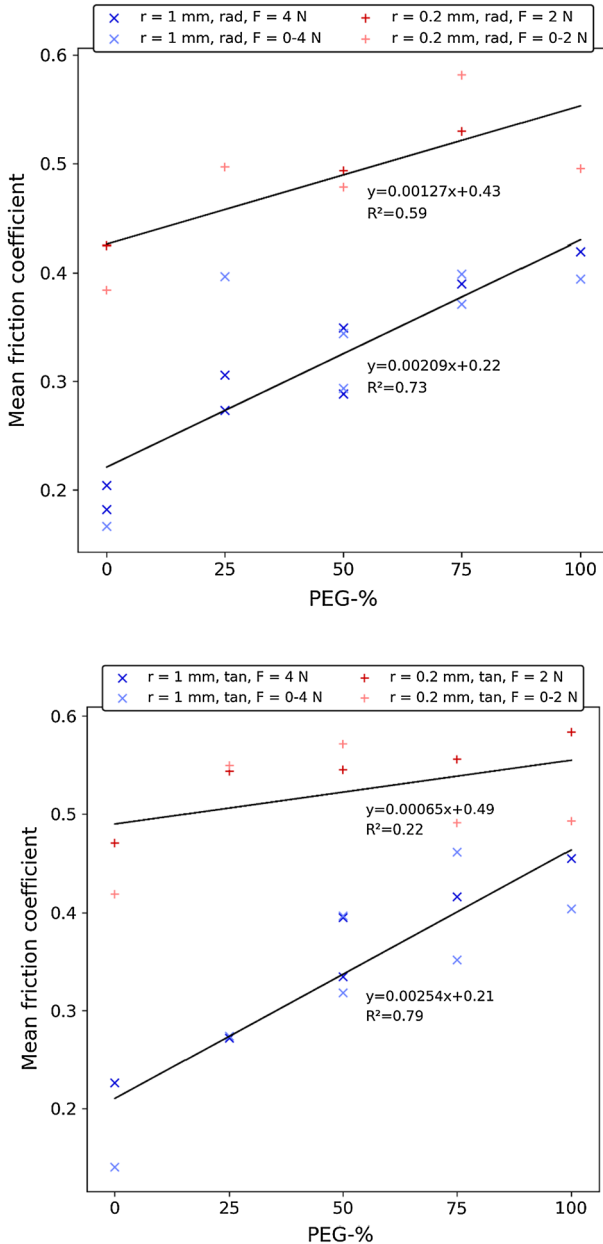 r = 1 mm, rad, F = 4 N
r = 0.2 mm, rad, F = 2 N
r = 1 mm, rad, F = 0-4 N
r = 0.2 mm, rad, F = 0-2 N
0.6
0.5
0.4
0.3
0.2
Mean friction coefficient
y=0.00127x+0.43
R²=0.59
y=0.00209x+0.22
R²=0.73
0 25 50 75 100
PEG-%
r = 1 mm, tan, F = 4 N
r = 0.2 mm, tan, F = 2 N
r = 1 mm, tan, F = 0-4 N
r = 0.2 mm, tan, F = 0-2 N
0.6
0.5
0.4
0.3
0.2
Mean friction coefficient
y=0.00065x+0.49
R²=0.22
y=0.00254x+0.21
R²=0.79
0 25 50 75 100
PEG-%